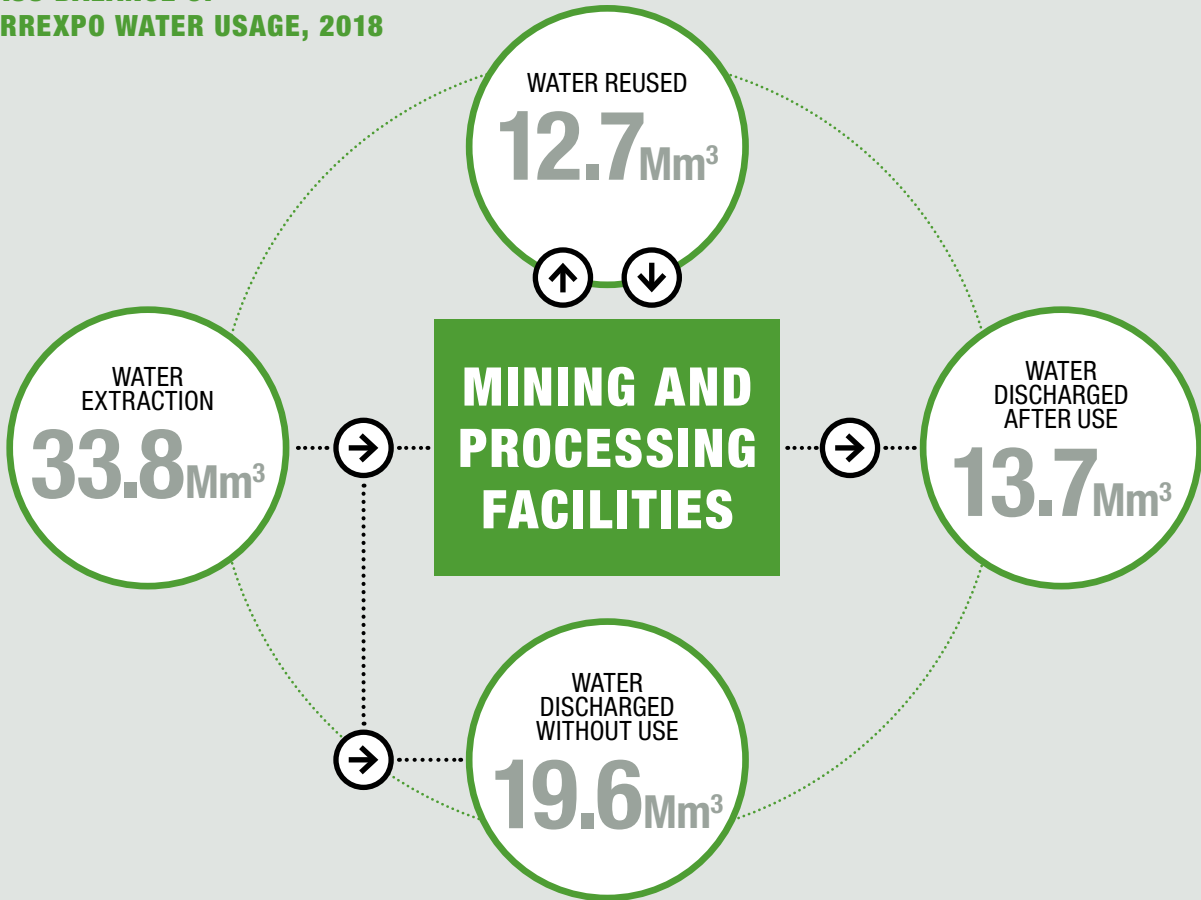 RREXPO WATER USAGE, 2018
WATER REUSED
12.7Mm³
WATER
EXTRACTION
33.8Mm³
MINING AND
PROCESSING
FACILITIES
WATER
DISCHARGED
AFTER USE
13.7Mm³
WATER
DISCHARGED
WITHOUT USE
19.6Mm³